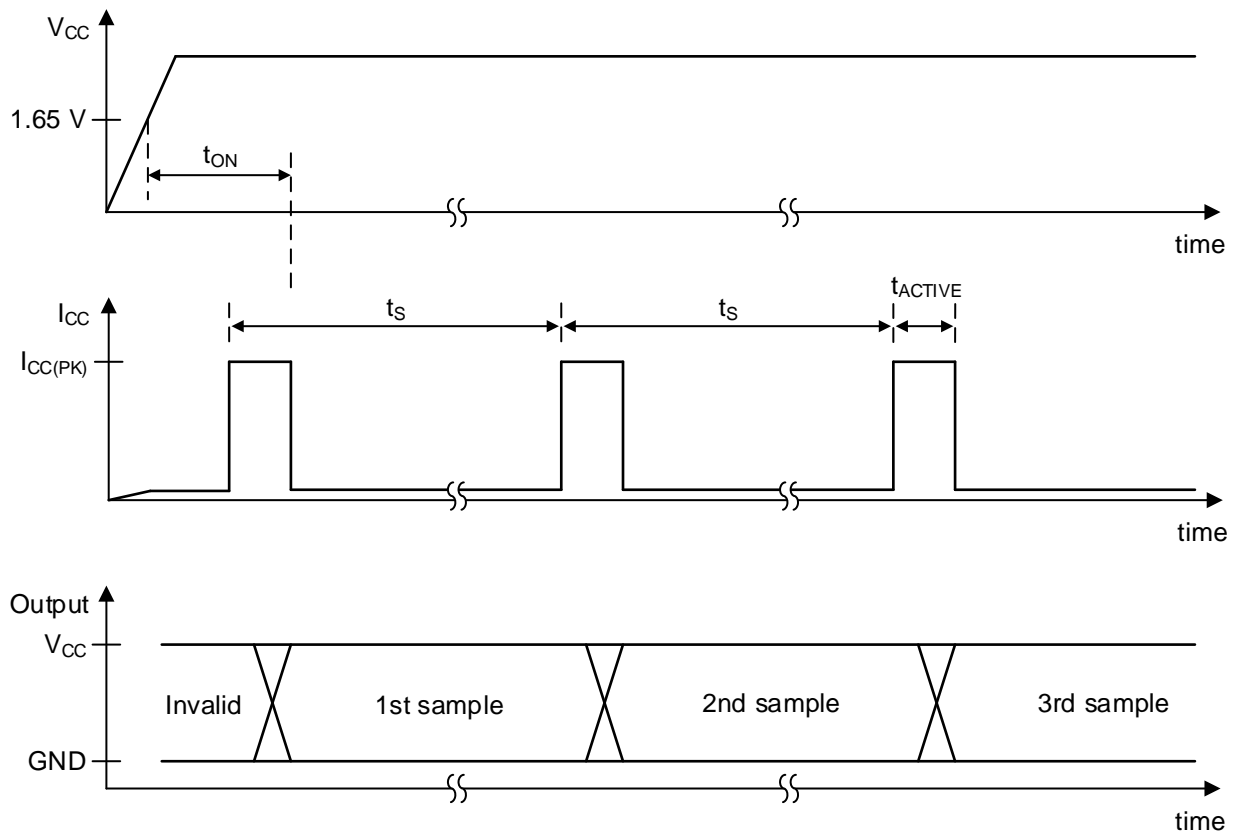 VCC
1.65 V
tON
time
ICC
tS
tS
tACTIVE
ICC(PK)
time
Output
VCC
Invalid
1st sample
2nd sample
3rd sample
GND
time